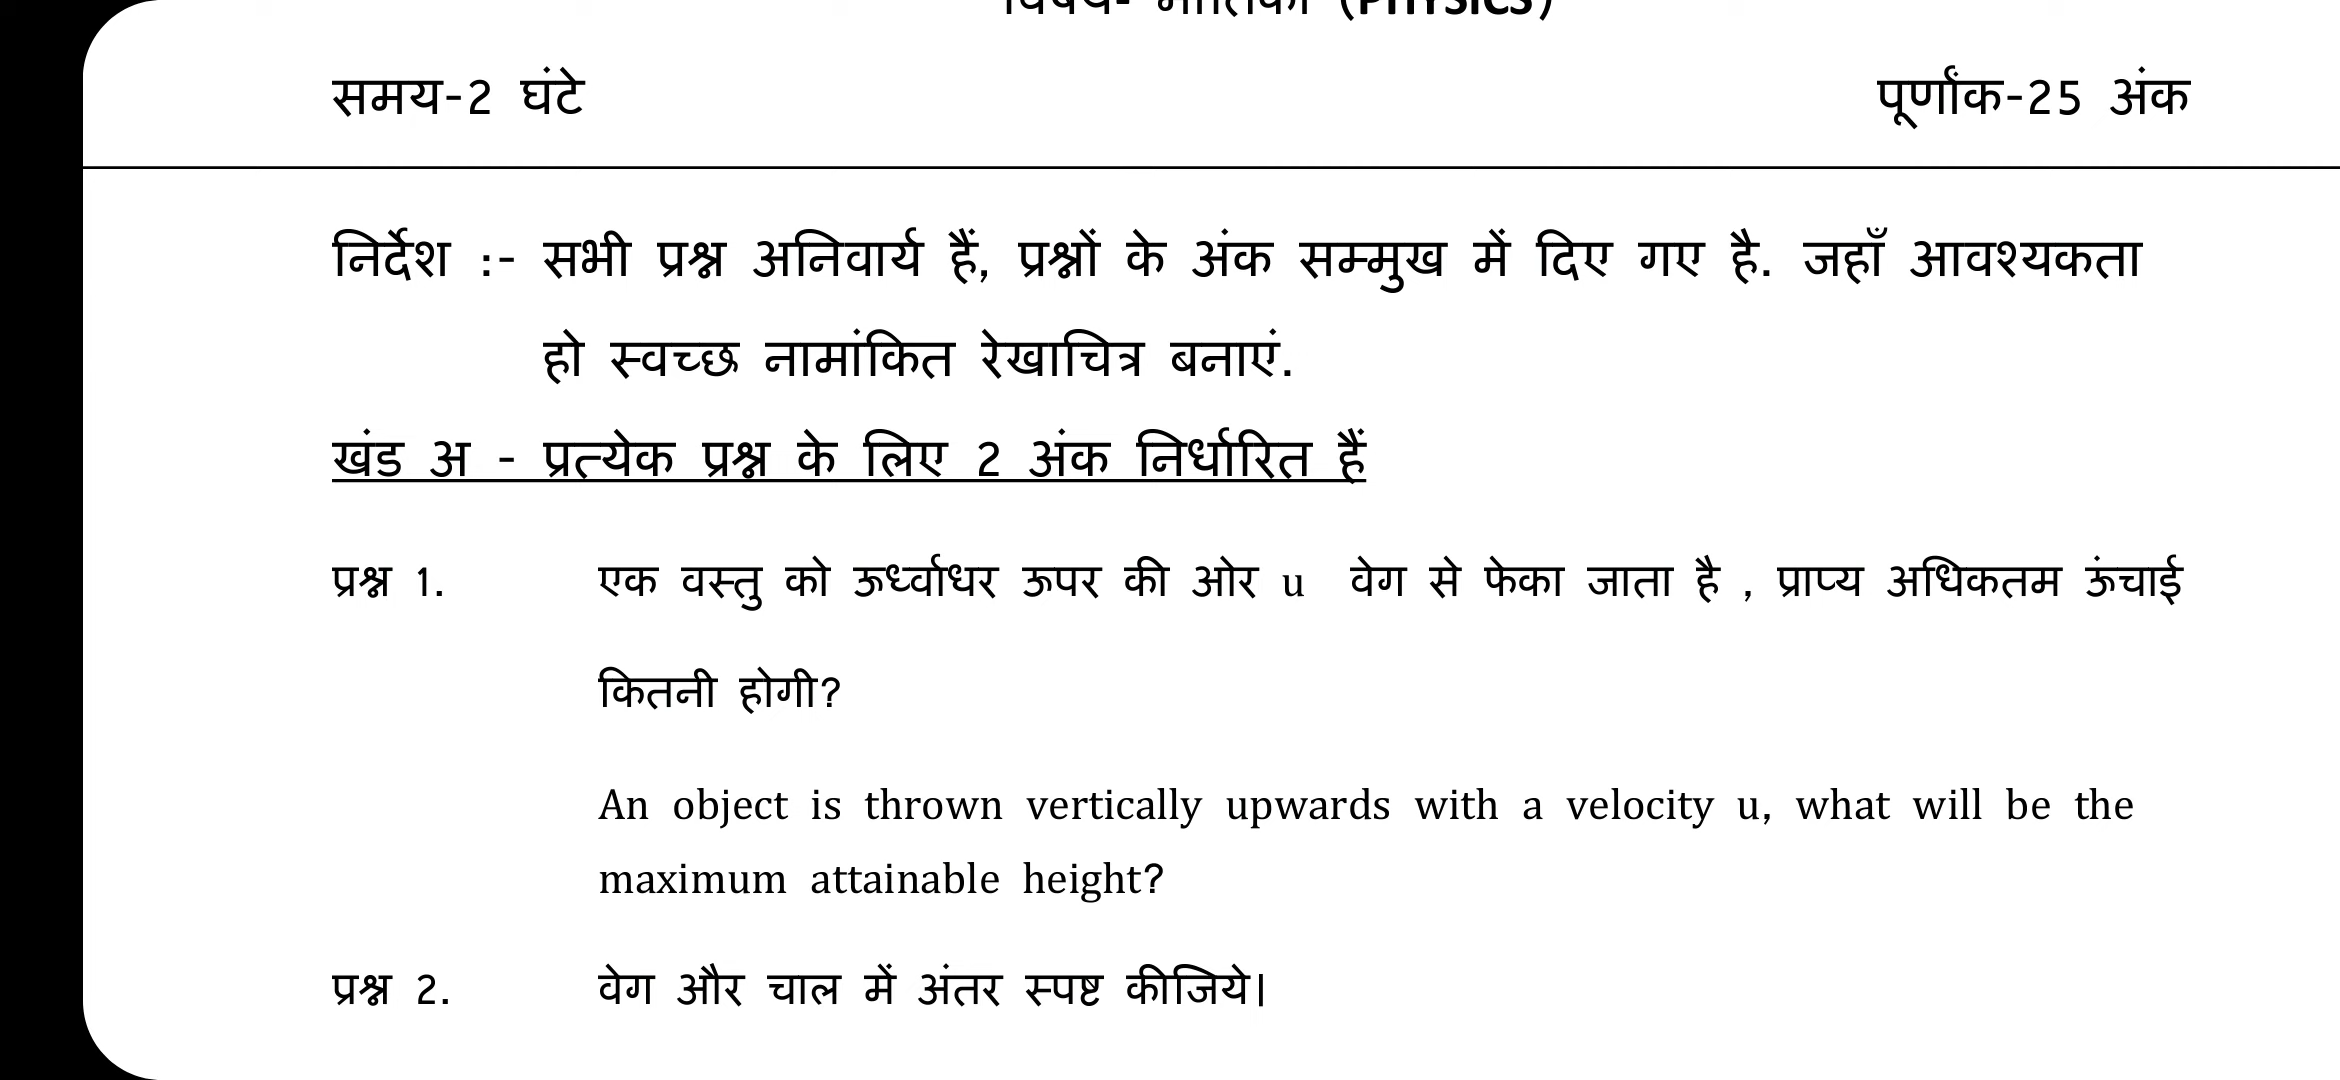 (PHYSICS)
समय-2 घंटे पूर्णांक-25 अंक
निर्देश :- सभी प्रश्न अनिवार्य हैं, प्रश्नों के अंक सम्मुख में दिए गए है. जहाँ आवश्यकता
हो स्वच्छ नामांकित रेखाचित्र बनाएं.
खंड अ - प्रत्येक प्रश्न के लिए 2 अंक निर्धारित हैं
प्रश्न 1. एक वस्तु को ऊर्ध्वाधर ऊपर की ओर u वेग से फेका जाता है , प्राप्य अधिकतम ऊंचाई
कितनी होगी?
An object is thrown vertically upwards with a velocity u, what will be the
maximum attainable height?
प्रश्न 2. वेग और चाल में अंतर स्पष्ट कीजिये।